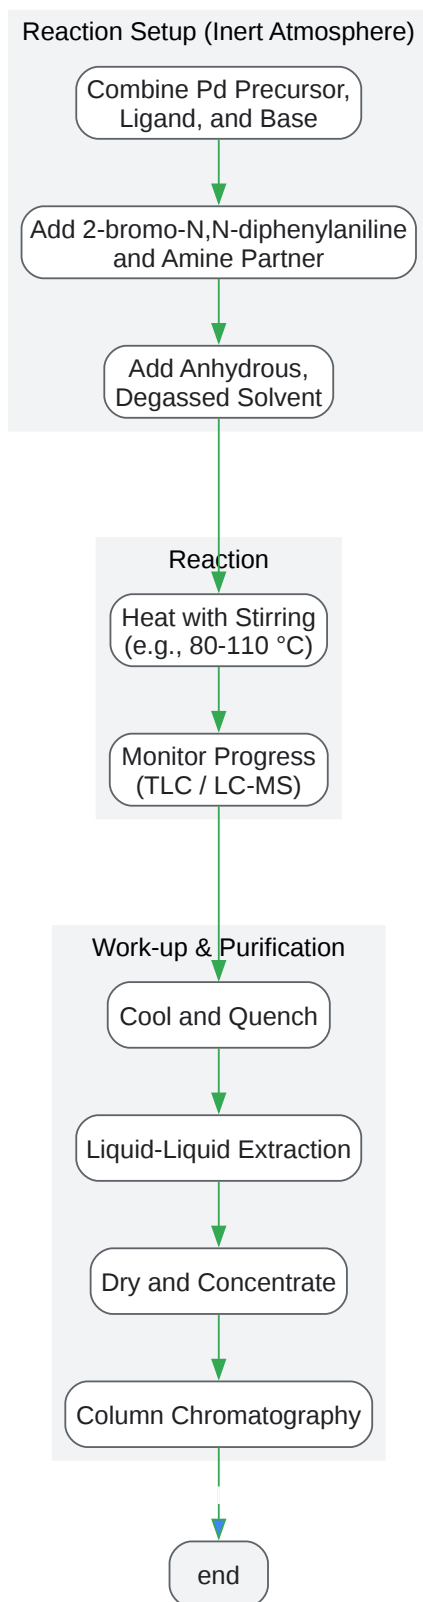 Reaction Setup (Inert Atmosphere)
Combine Pd Precursor,
Ligand, and Base
Add 2-bromo-N,N-diphenylaniline
and Amine Partner
Add Anhydrous,
Degassed Solvent
Reaction
Heat with Stirring
(e.g., 80-110 °C)
Monitor Progress
(TLC / LC-MS)
Work-up & Purification
Cool and Quench
Liquid-Liquid Extraction
Dry and Concentrate
Column Chromatography
end